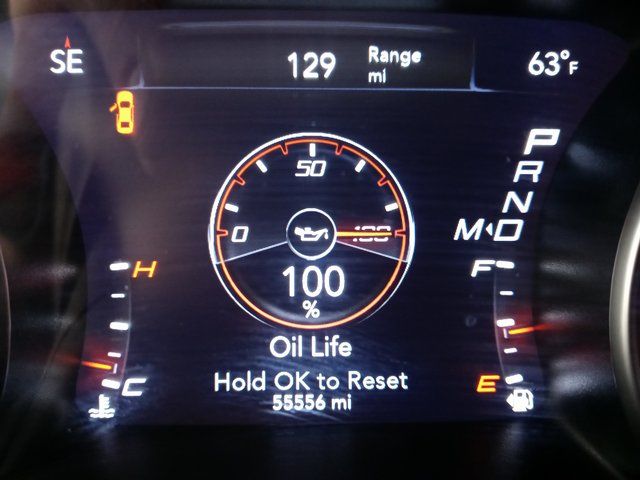 SE
129 Range mi
63°F
50
0
100
100
%
Oil Life
Hold OK to Reset
55556 mi
P
R
N
M D
H
C
F
E